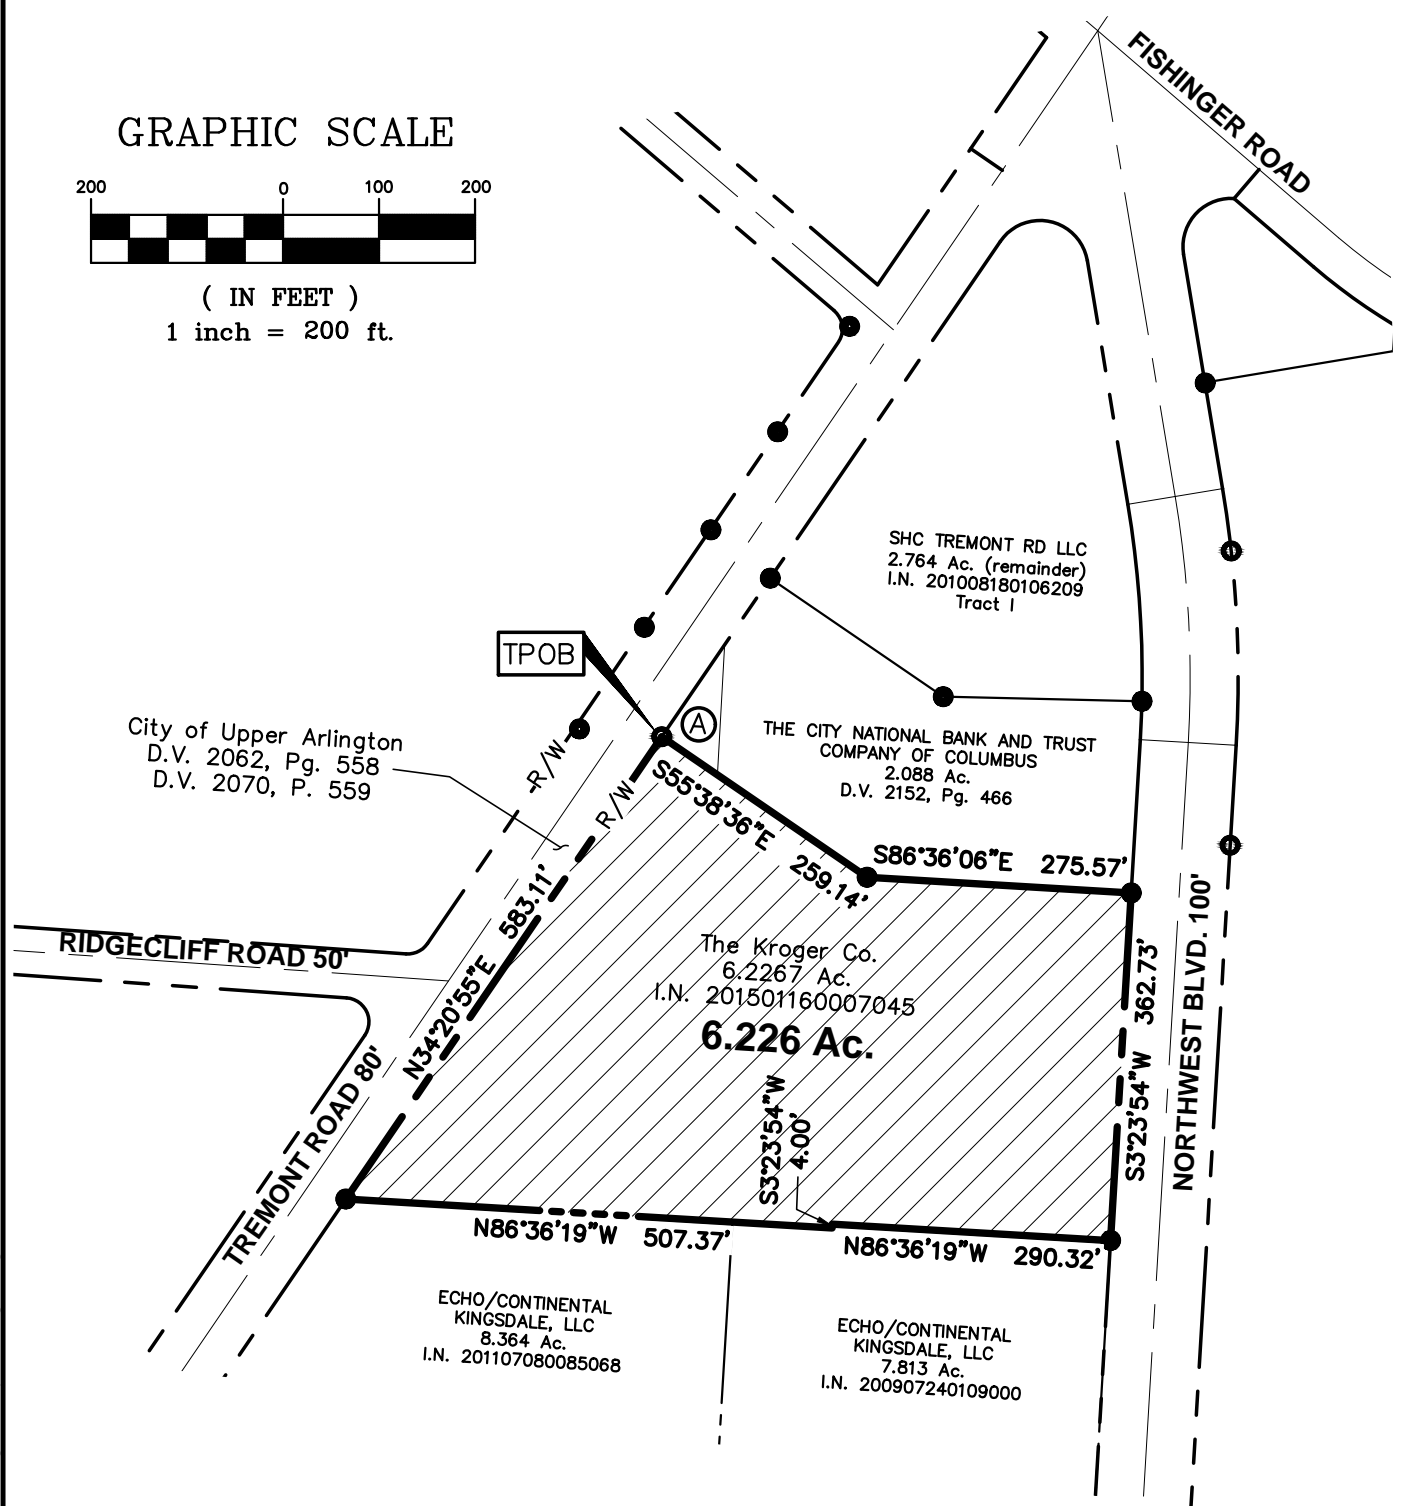 GRAPHIC SCALE
200 0 100 200
( IN FEET )
1 inch = 200 ft.
FISHINGER ROAD
SHC TREMONT RD LLC
2.764 Ac. (remainder)
I.N. 201008180106209
Tract I
TPOB
A
City of Upper Arlington
D.V. 2062, Pg. 558
D.V. 2070, P. 559
R/W
R/W
THE CITY NATIONAL BANK AND TRUST
COMPANY OF COLUMBUS
2.088 Ac.
D.V. 2152, Pg. 466
S55°38'36"E 259.14'
S86°36'06"E 275.57'
RIDGECLIFF ROAD 50'
N34°20'55"E 583.11'
The Kroger Co.
6.2267 Ac.
I.N. 201501160007045
6.226 Ac.
S3°23'54"W 362.73'
NORTHWEST BLVD. 100'
S3°23'54"W
4.00'
TREMONT ROAD 80'
N86°36'19"W 507.37'
N86°36'19"W 290.32'
ECHO/CONTINENTAL
KINGSDALE, LLC
8.364 Ac.
I.N. 201107080085068
ECHO/CONTINENTAL
KINGSDALE, LLC
7.813 Ac.
I.N. 200907240109000